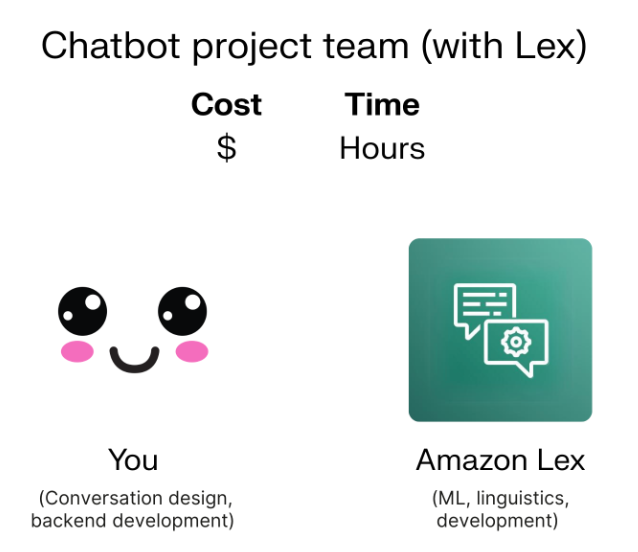 Chatbot project team (with Lex)
Cost Time
$ Hours
You
(Conversation design,
backend development)
Amazon Lex
(ML, linguistics,
development)